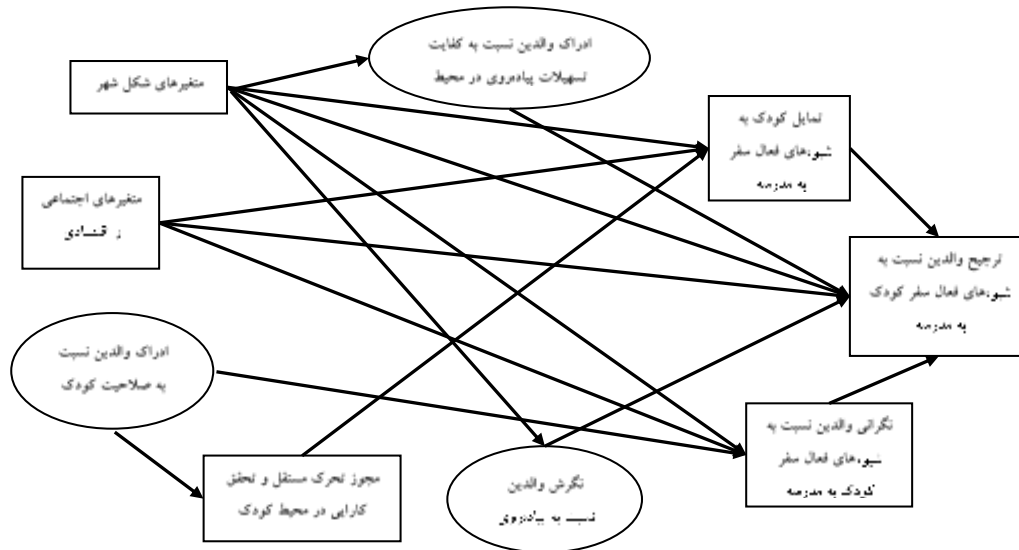 ادراک والدین نسبت به کفایت
تسهیلات پیاده‌روی در محیط
متغیرهای شکل شهر
تمایل کودک به
شیوه‌های فعال سفر
به مدرسه
متغیرهای اجتماعی
و اقتصادی
ترجیح والدین نسبت به
شیوه‌های فعال سفر کودک
به مدرسه
ادراک والدین نسبت
به صلاحیت کودک
نگرانی والدین نسبت به
شیوه‌های فعال سفر
کودک به مدرسه
مجوز تحرک مستقل و تحقق
کارایی در محیط کودک
نگرش والدین
نسبت به پیاده‌روی